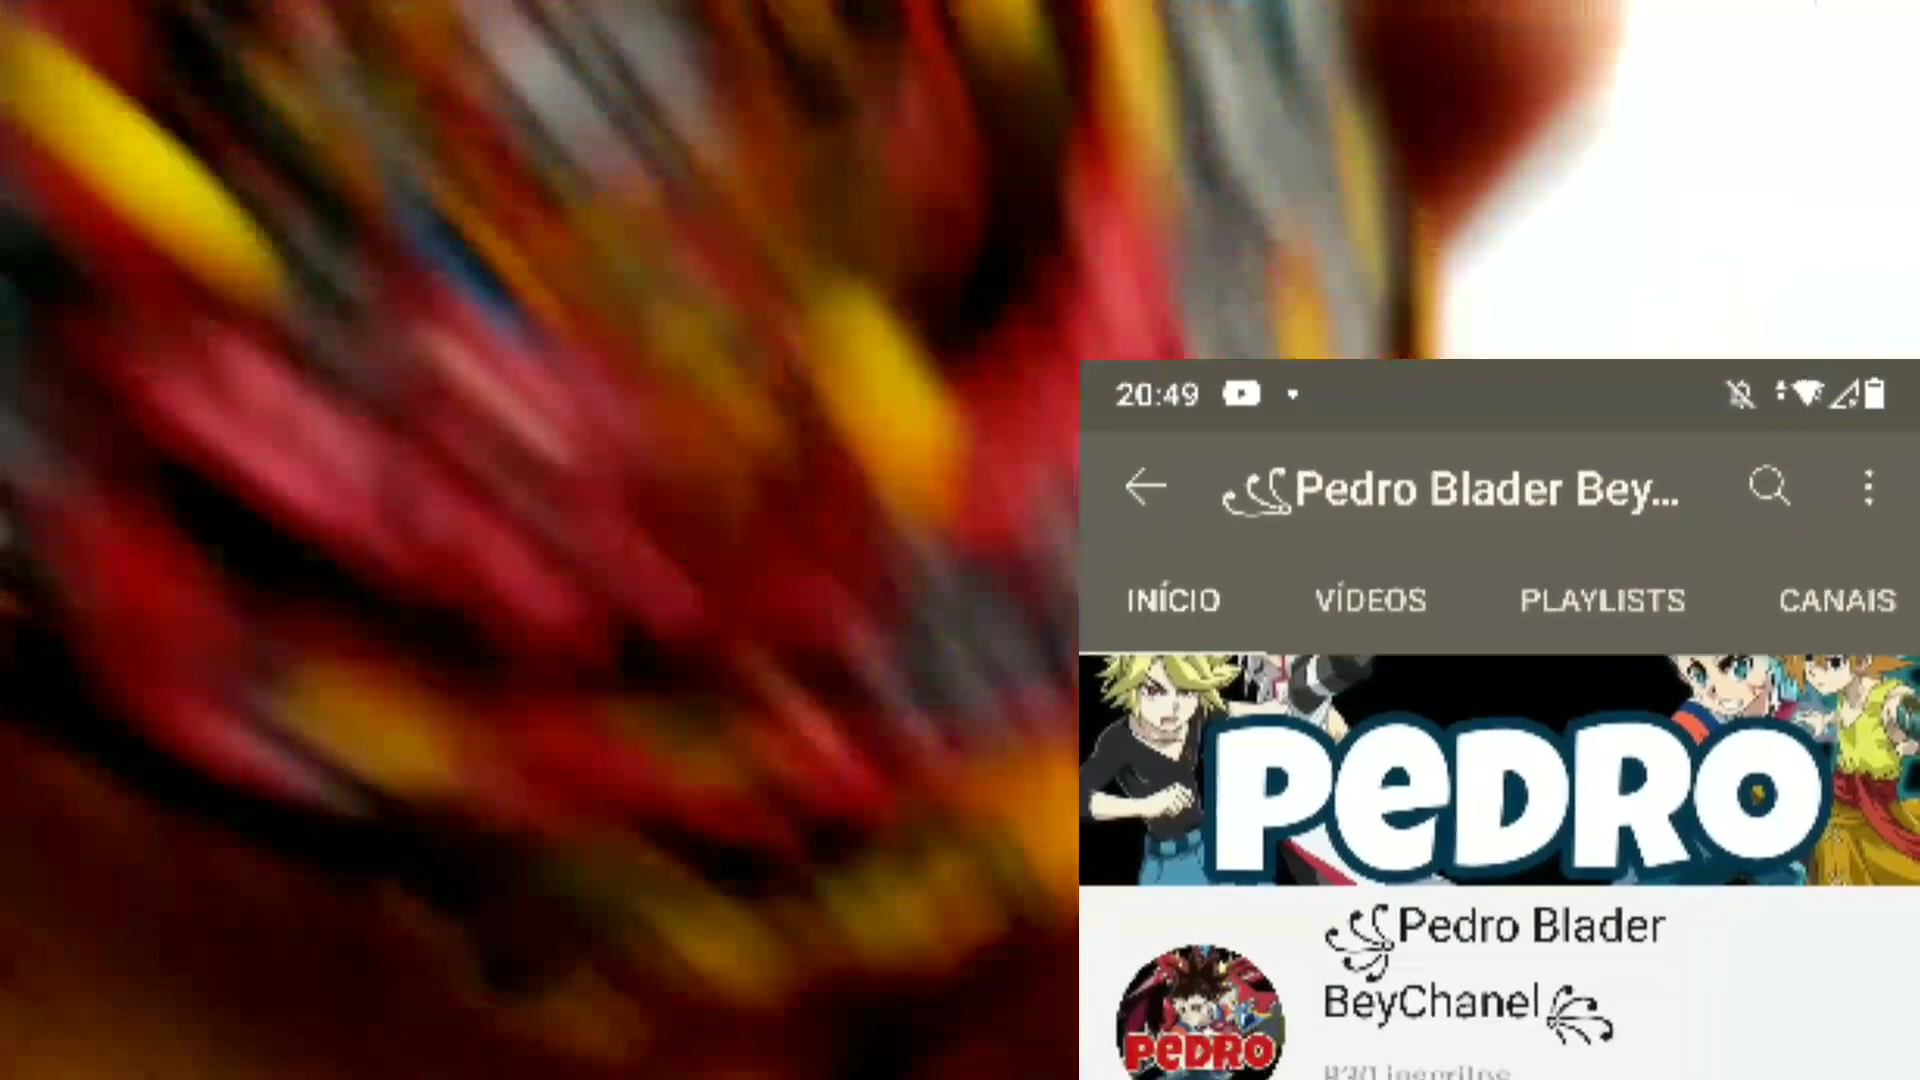 20:49
Pedro Blader Bey...
INÍCIO VÍDEOS PLAYLISTS CANAIS
PEDRO
Pedro Blader
BeyChanel
PEDRO